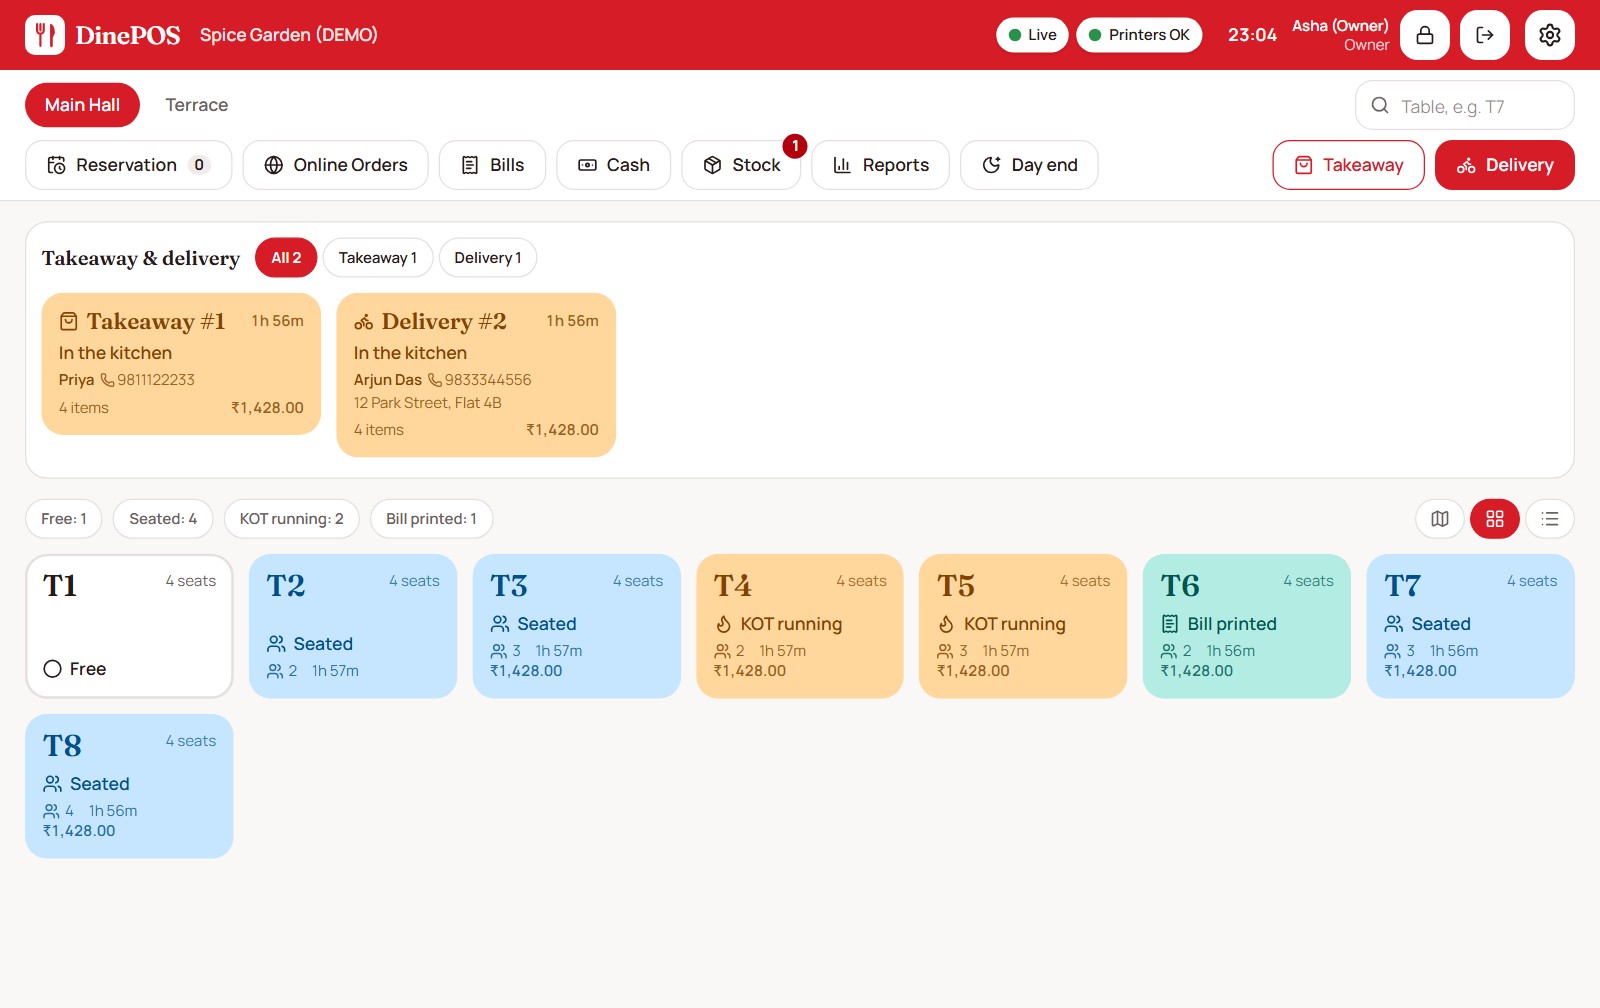 DinePOS Spice Garden (DEMO) Live Printers OK 23:04 Asha (Owner)
Owner
Main Hall Terrace Table, e.g. T7
Reservation 0 Online Orders Bills Cash Stock 1 Reports Day end Takeaway Delivery
Takeaway & delivery All 2 Takeaway 1 Delivery 1
Takeaway #1 1h 56m
In the kitchen
Priya 9811122233
4 items ₹1,428.00
Delivery #2 1h 56m
In the kitchen
Arjun Das 9833344556
12 Park Street, Flat 4B
4 items ₹1,428.00
Free: 1 Seated: 4 KOT running: 2 Bill printed: 1
T1 4 seats
Free
T2 4 seats
Seated
2 1h 57m
T3 4 seats
Seated
3 1h 57m
₹1,428.00
T4 4 seats
KOT running
2 1h 57m
₹1,428.00
T5 4 seats
KOT running
3 1h 57m
₹1,428.00
T6 4 seats
Bill printed
2 1h 56m
₹1,428.00
T7 4 seats
Seated
3 1h 56m
₹1,428.00
T8 4 seats
Seated
4 1h 56m
₹1,428.00